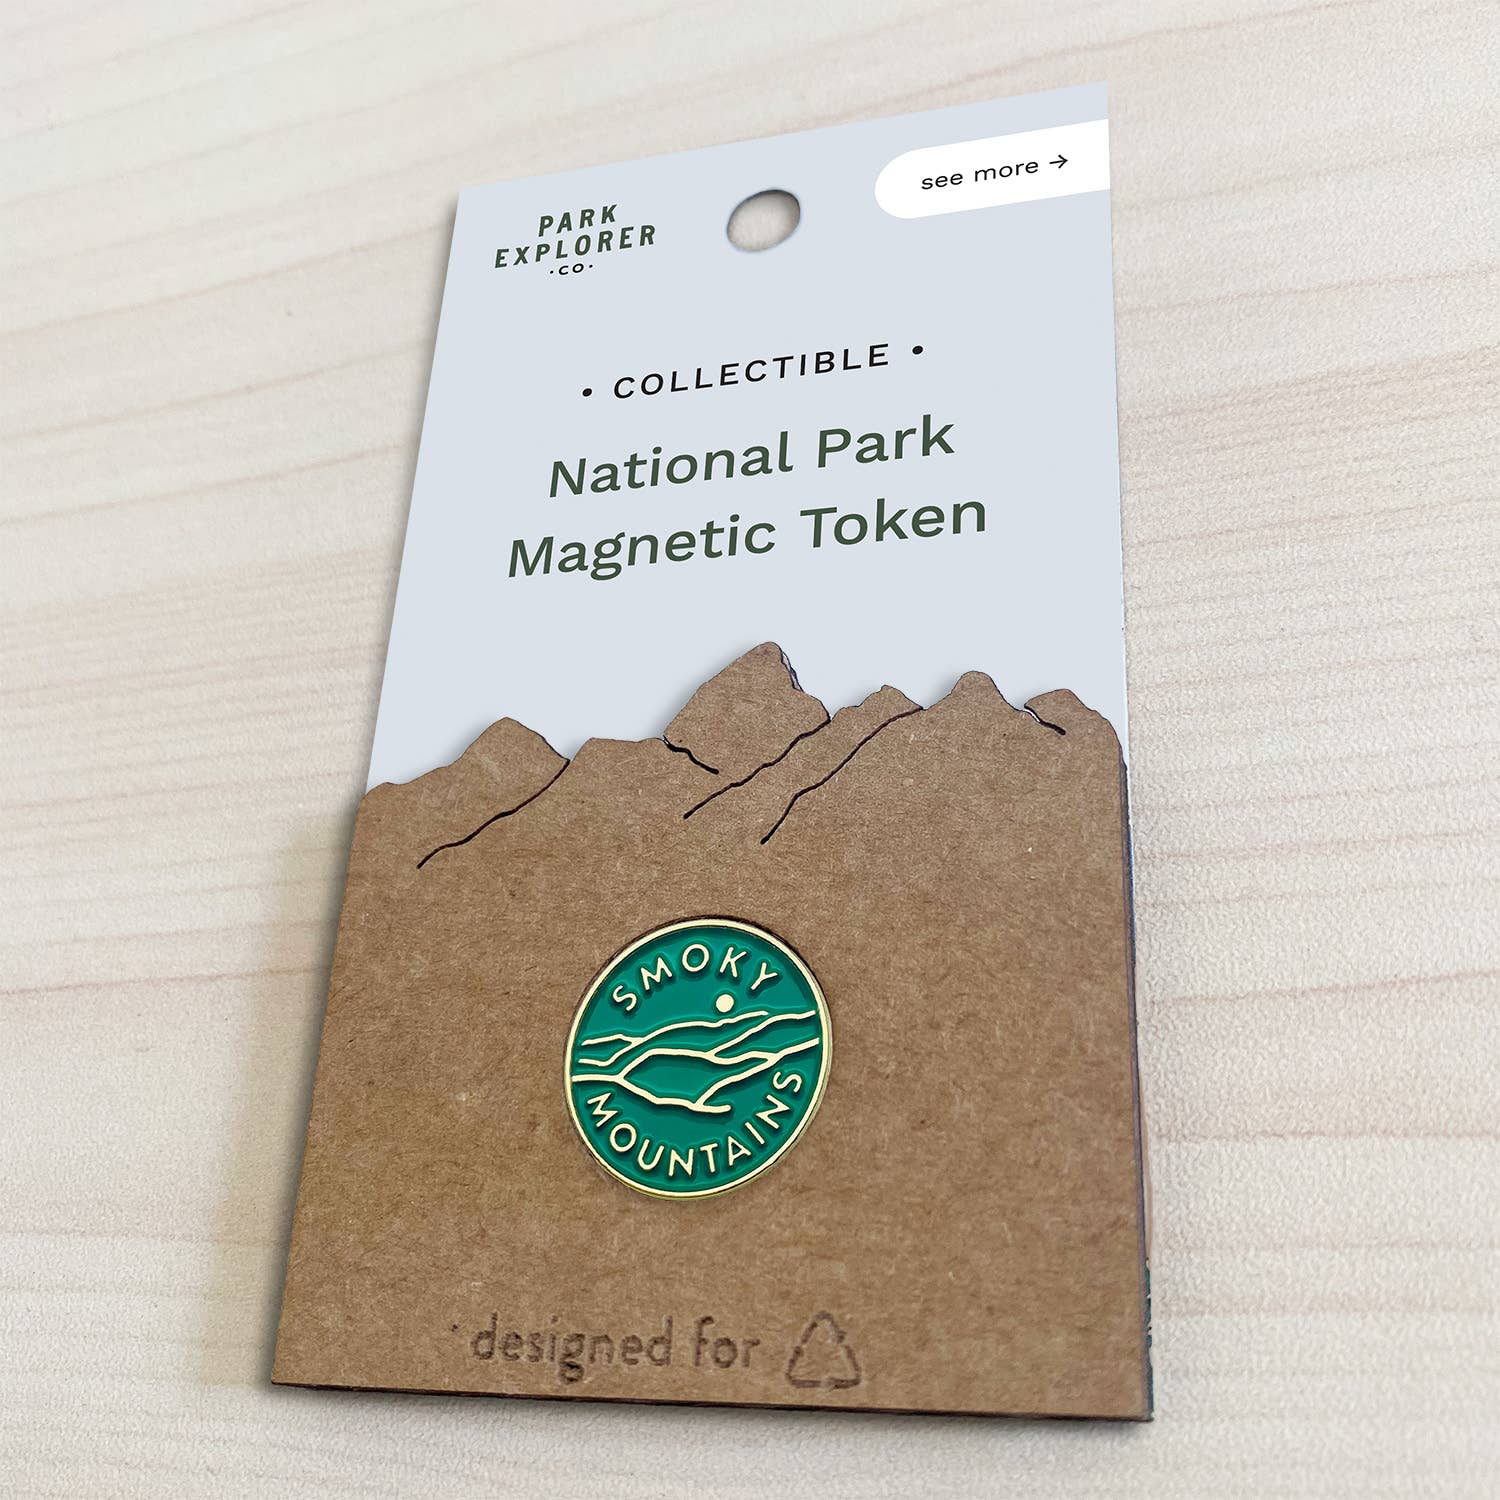 PARK
EXPLORER
·CO·
see more →
• COLLECTIBLE •
National Park
Magnetic Token
SMOKY
MOUNTAINS
designed for